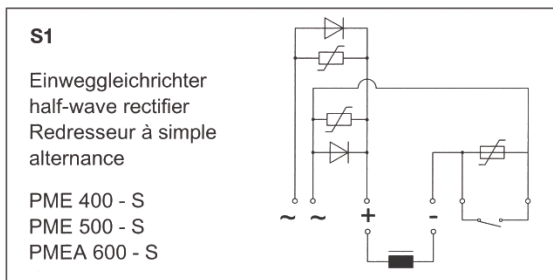 S1
Einweggleichrichter
half-wave rectifier
Redresseur à simple
alternance
PME 400 - S
PME 500 - S
PMEA 600 - S
~ ~ + -